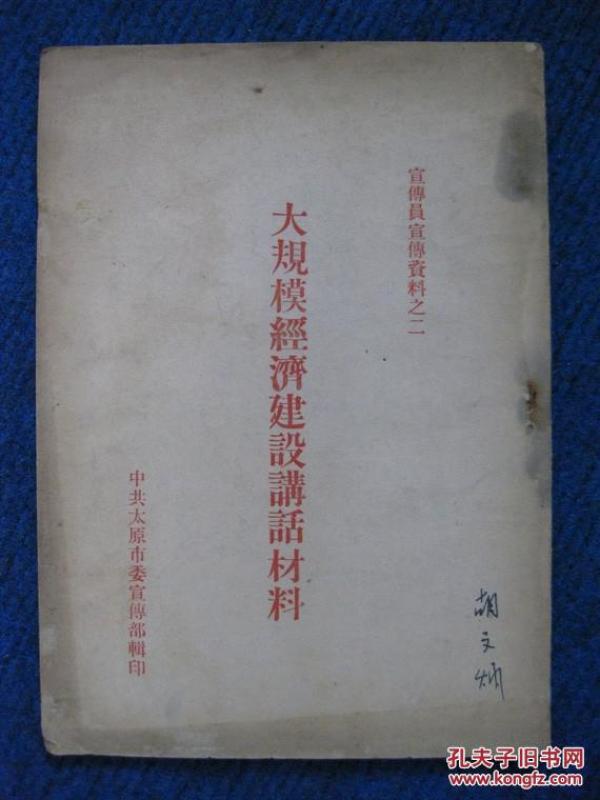 宣傳員宣傳資料之二
大規模經濟建設講話材料
中共太原市委宣傳部輯印
胡文炳
孔夫子旧书网
www.kongfz.com